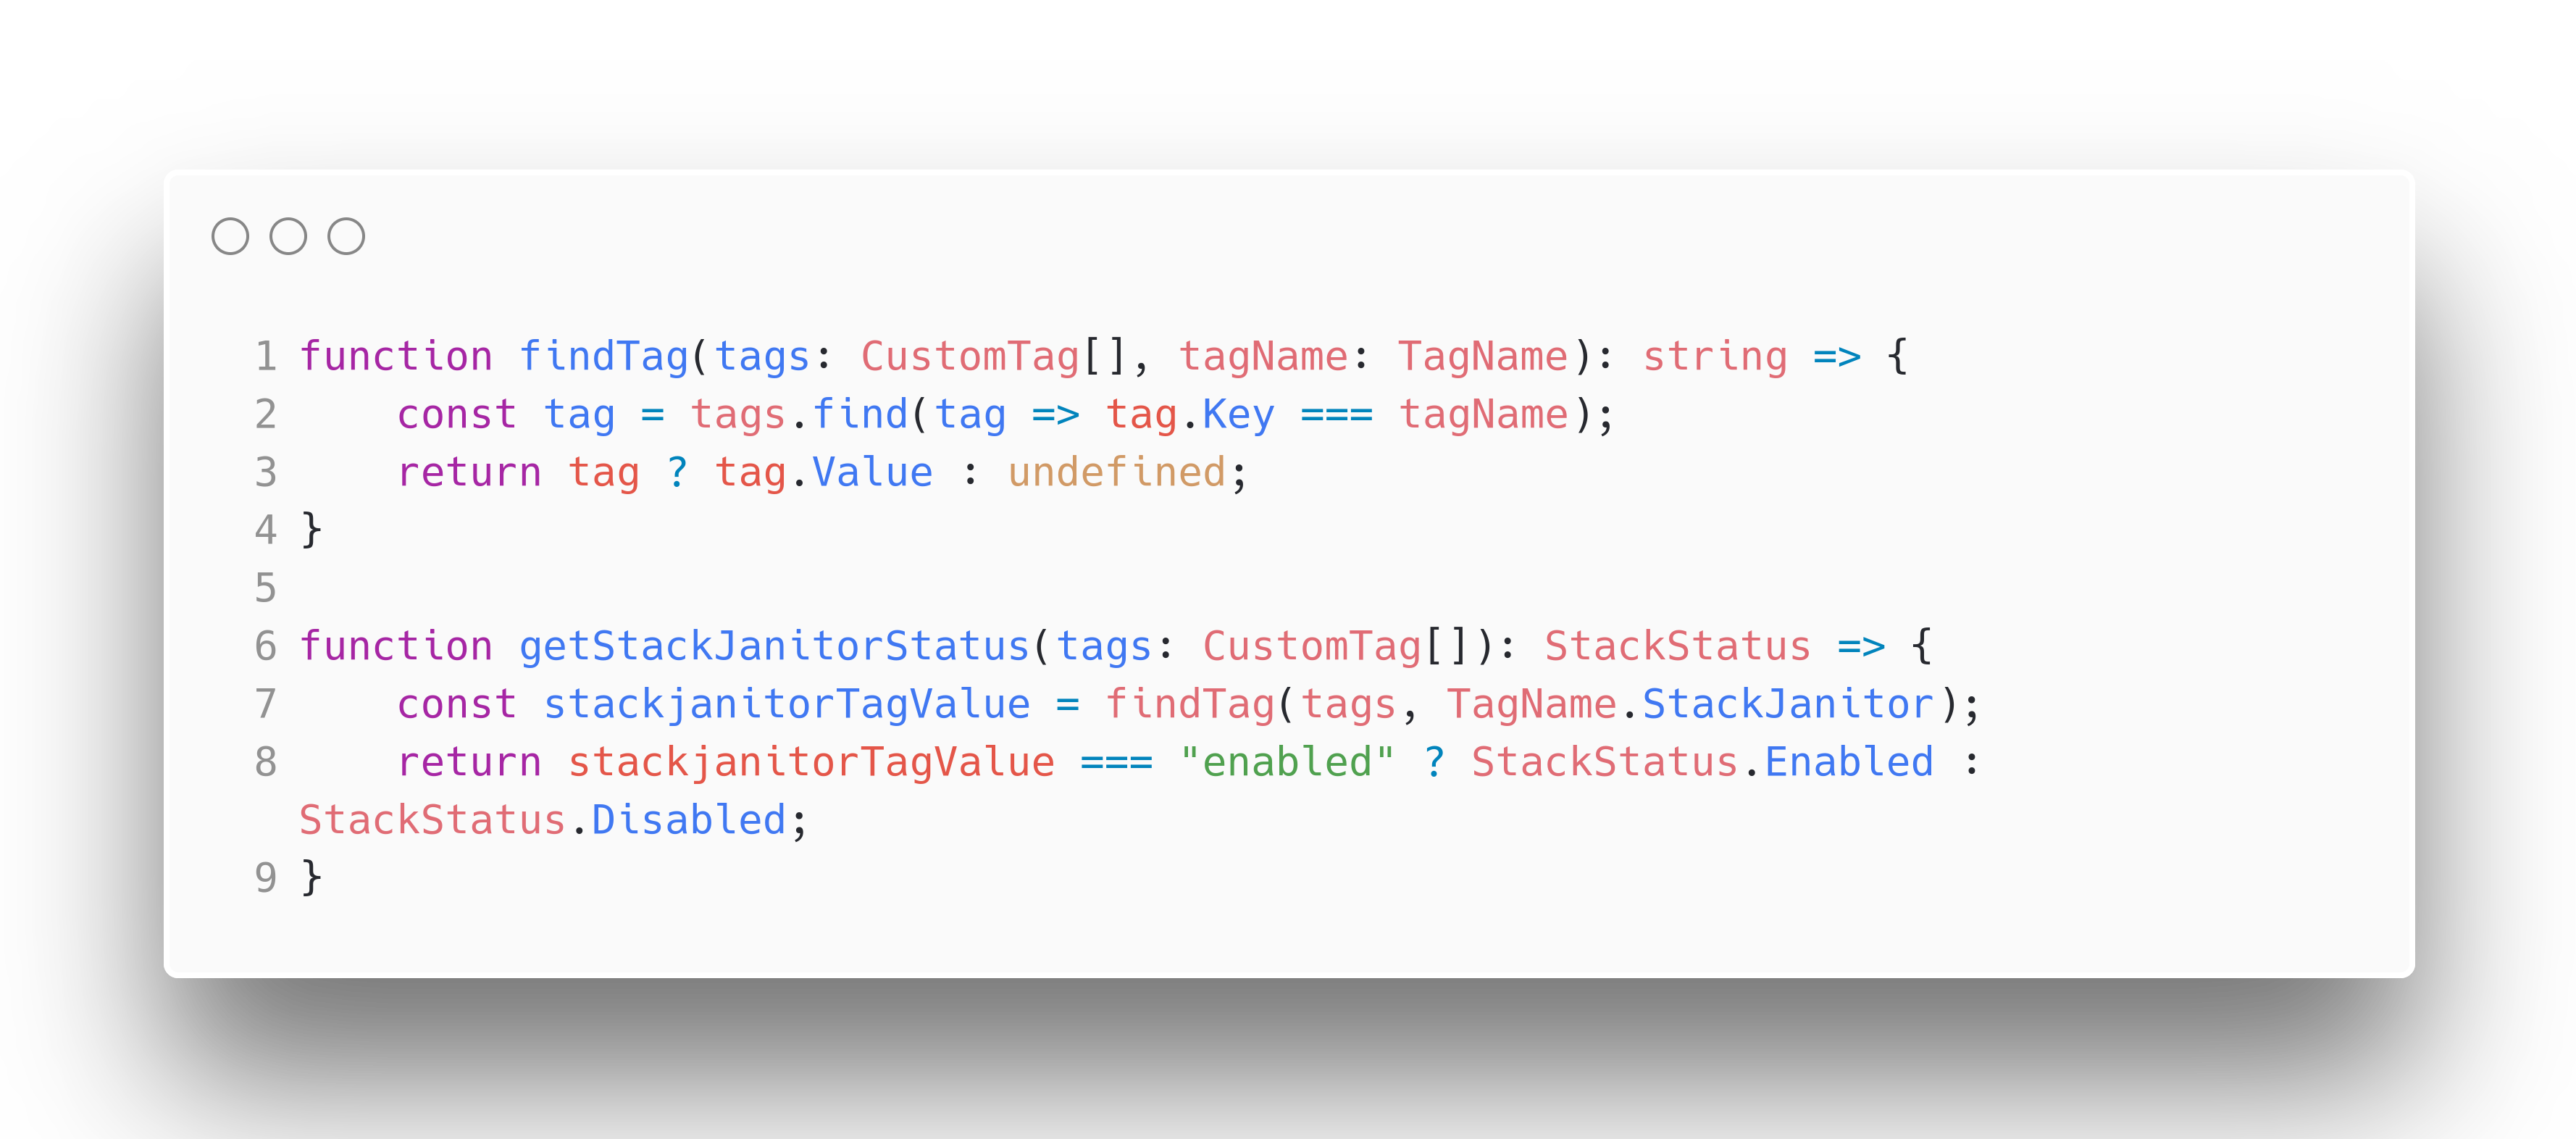 1 function findTag(tags: CustomTag[], tagName: TagName): string => {
2     const tag = tags.find(tag => tag.Key === tagName);
3     return tag ? tag.Value : undefined;
4 }
5
6 function getStackJanitorStatus(tags: CustomTag[]): StackStatus => {
7     const stackjanitorTagValue = findTag(tags, TagName.StackJanitor);
8     return stackjanitorTagValue === "enabled" ? StackStatus.Enabled :
StackStatus.Disabled;
9 }